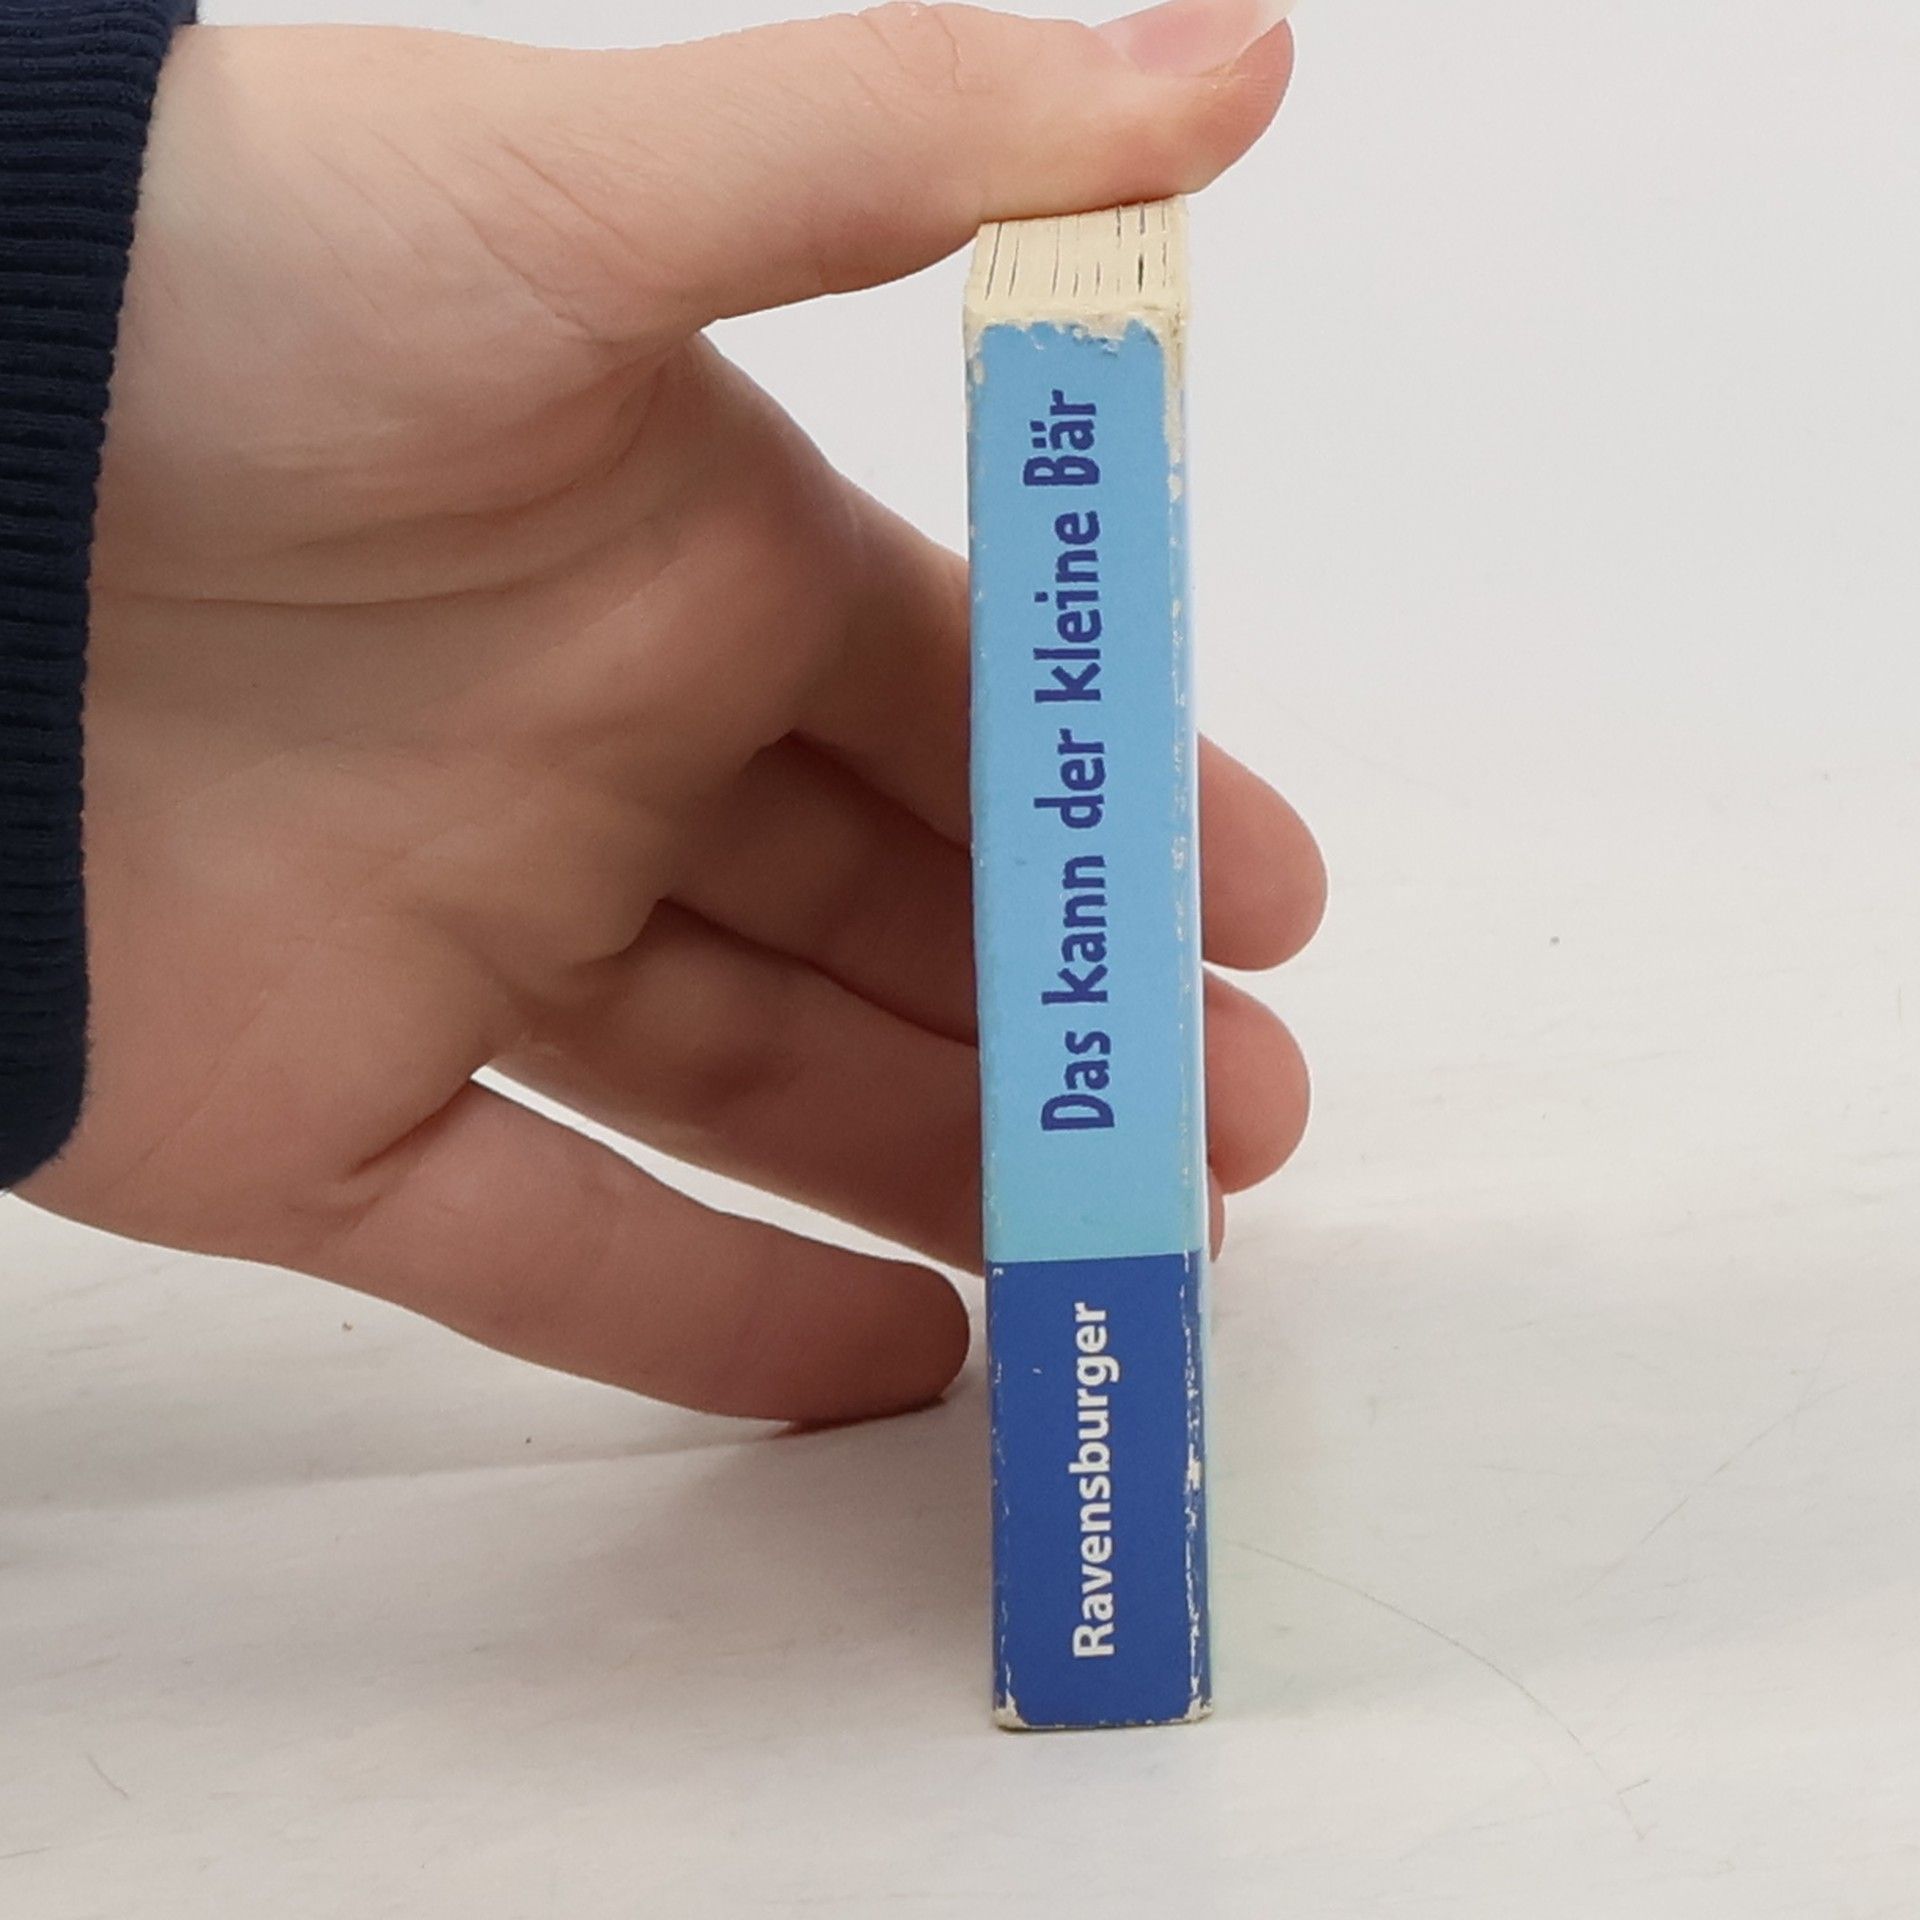 Das kann der kleine Bär
Ravensburger